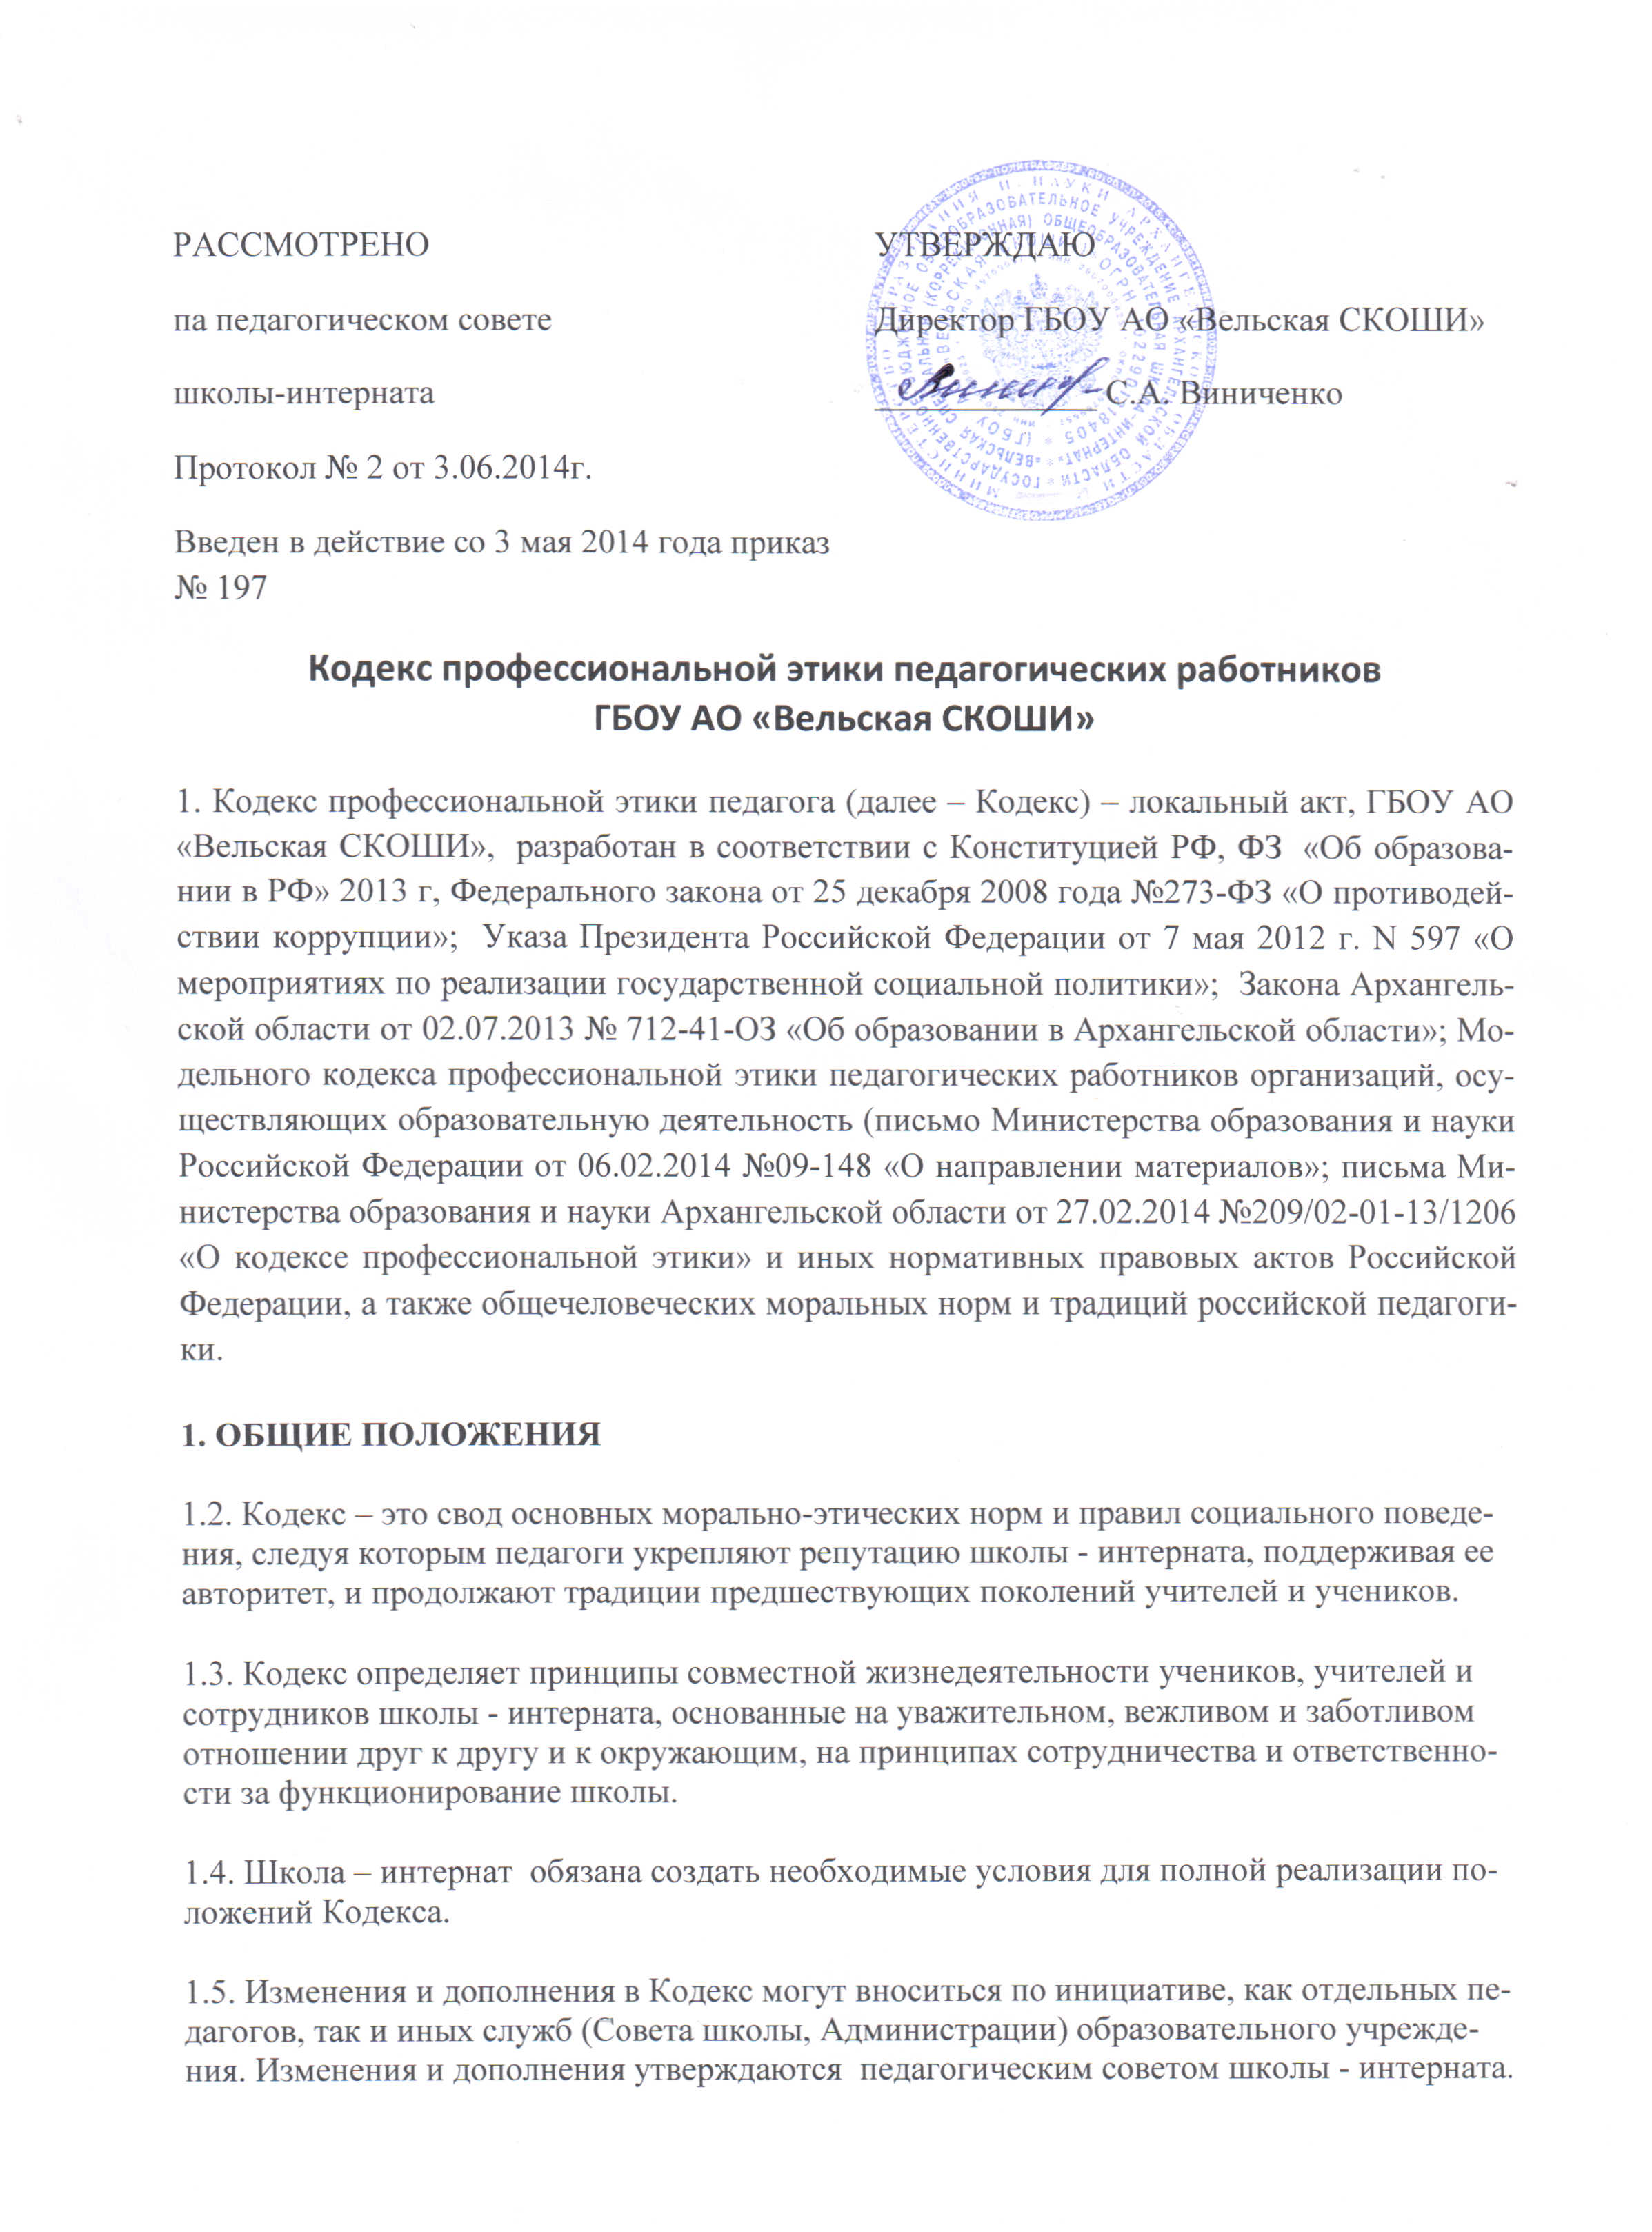 РАССМОТРЕНО
па педагогическом совете
школы-интерната
Протокол № 2 от 3.06.2014г.
Введен в действие со 3 мая 2014 года приказ
№ 197
УТВЕРЖДАЮ
Директор ГБОУ АО «Вельская СКОШИ»
С.А. Виниченко
Кодекс профессиональной этики педагогических работников
ГБОУ АО «Вельская СКОШИ»
1. Кодекс профессиональной этики педагога (далее – Кодекс) – локальный акт, ГБОУ АО
«Вельская СКОШИ», разработан в соответствии с Конституцией РФ, ФЗ «Об образова-
нии в РФ» 2013 г, Федерального закона от 25 декабря 2008 года №273-ФЗ «О противодей-
ствии коррупции»; Указа Президента Российской Федерации от 7 мая 2012 г. N 597 «О
мероприятиях по реализации государственной социальной политики»; Закона Архангель-
ской области от 02.07.2013 № 712-41-ОЗ «Об образовании в Архангельской области»; Мо-
дельного кодекса профессиональной этики педагогических работников организаций, осу-
ществляющих образовательную деятельность (письмо Министерства образования и науки
Российской Федерации от 06.02.2014 №09-148 «О направлении материалов»; письма Ми-
нистерства образования и науки Архангельской области от 27.02.2014 №209/02-01-13/1206
«О кодексе профессиональной этики» и иных нормативных правовых актов Российской
Федерации, а также общечеловеческих моральных норм и традиций российской педагоги-
ки.
1. ОБЩИЕ ПОЛОЖЕНИЯ
1.2. Кодекс – это свод основных морально-этических норм и правил социального поведе-
ния, следуя которым педагоги укрепляют репутацию школы - интерната, поддерживая ее
авторитет, и продолжают традиции предшествующих поколений учителей и учеников.
1.3. Кодекс определяет принципы совместной жизнедеятельности учеников, учителей и
сотрудников школы - интерната, основанные на уважительном, вежливом и заботливом
отношении друг к другу и к окружающим, на принципах сотрудничества и ответственно-
сти за функционирование школы.
1.4. Школа – интернат обязана создать необходимые условия для полной реализации по-
ложений Кодекса.
1.5. Изменения и дополнения в Кодекс могут вноситься по инициативе, как отдельных пе-
дагогов, так и иных служб (Совета школы, Администрации) образовательного учрежде-
ния. Изменения и дополнения утверждаются педагогическим советом школы - интерната.